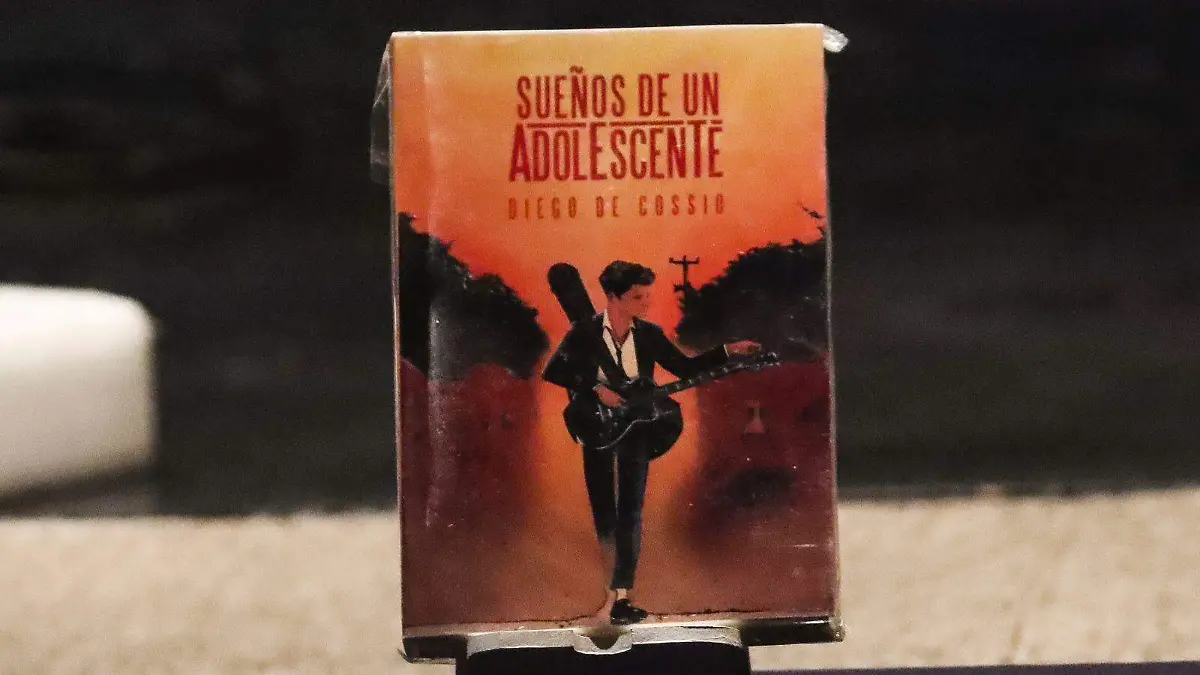 SUEÑOS DE UN
ADOLESCENTE
DIEGO DE COSSIO